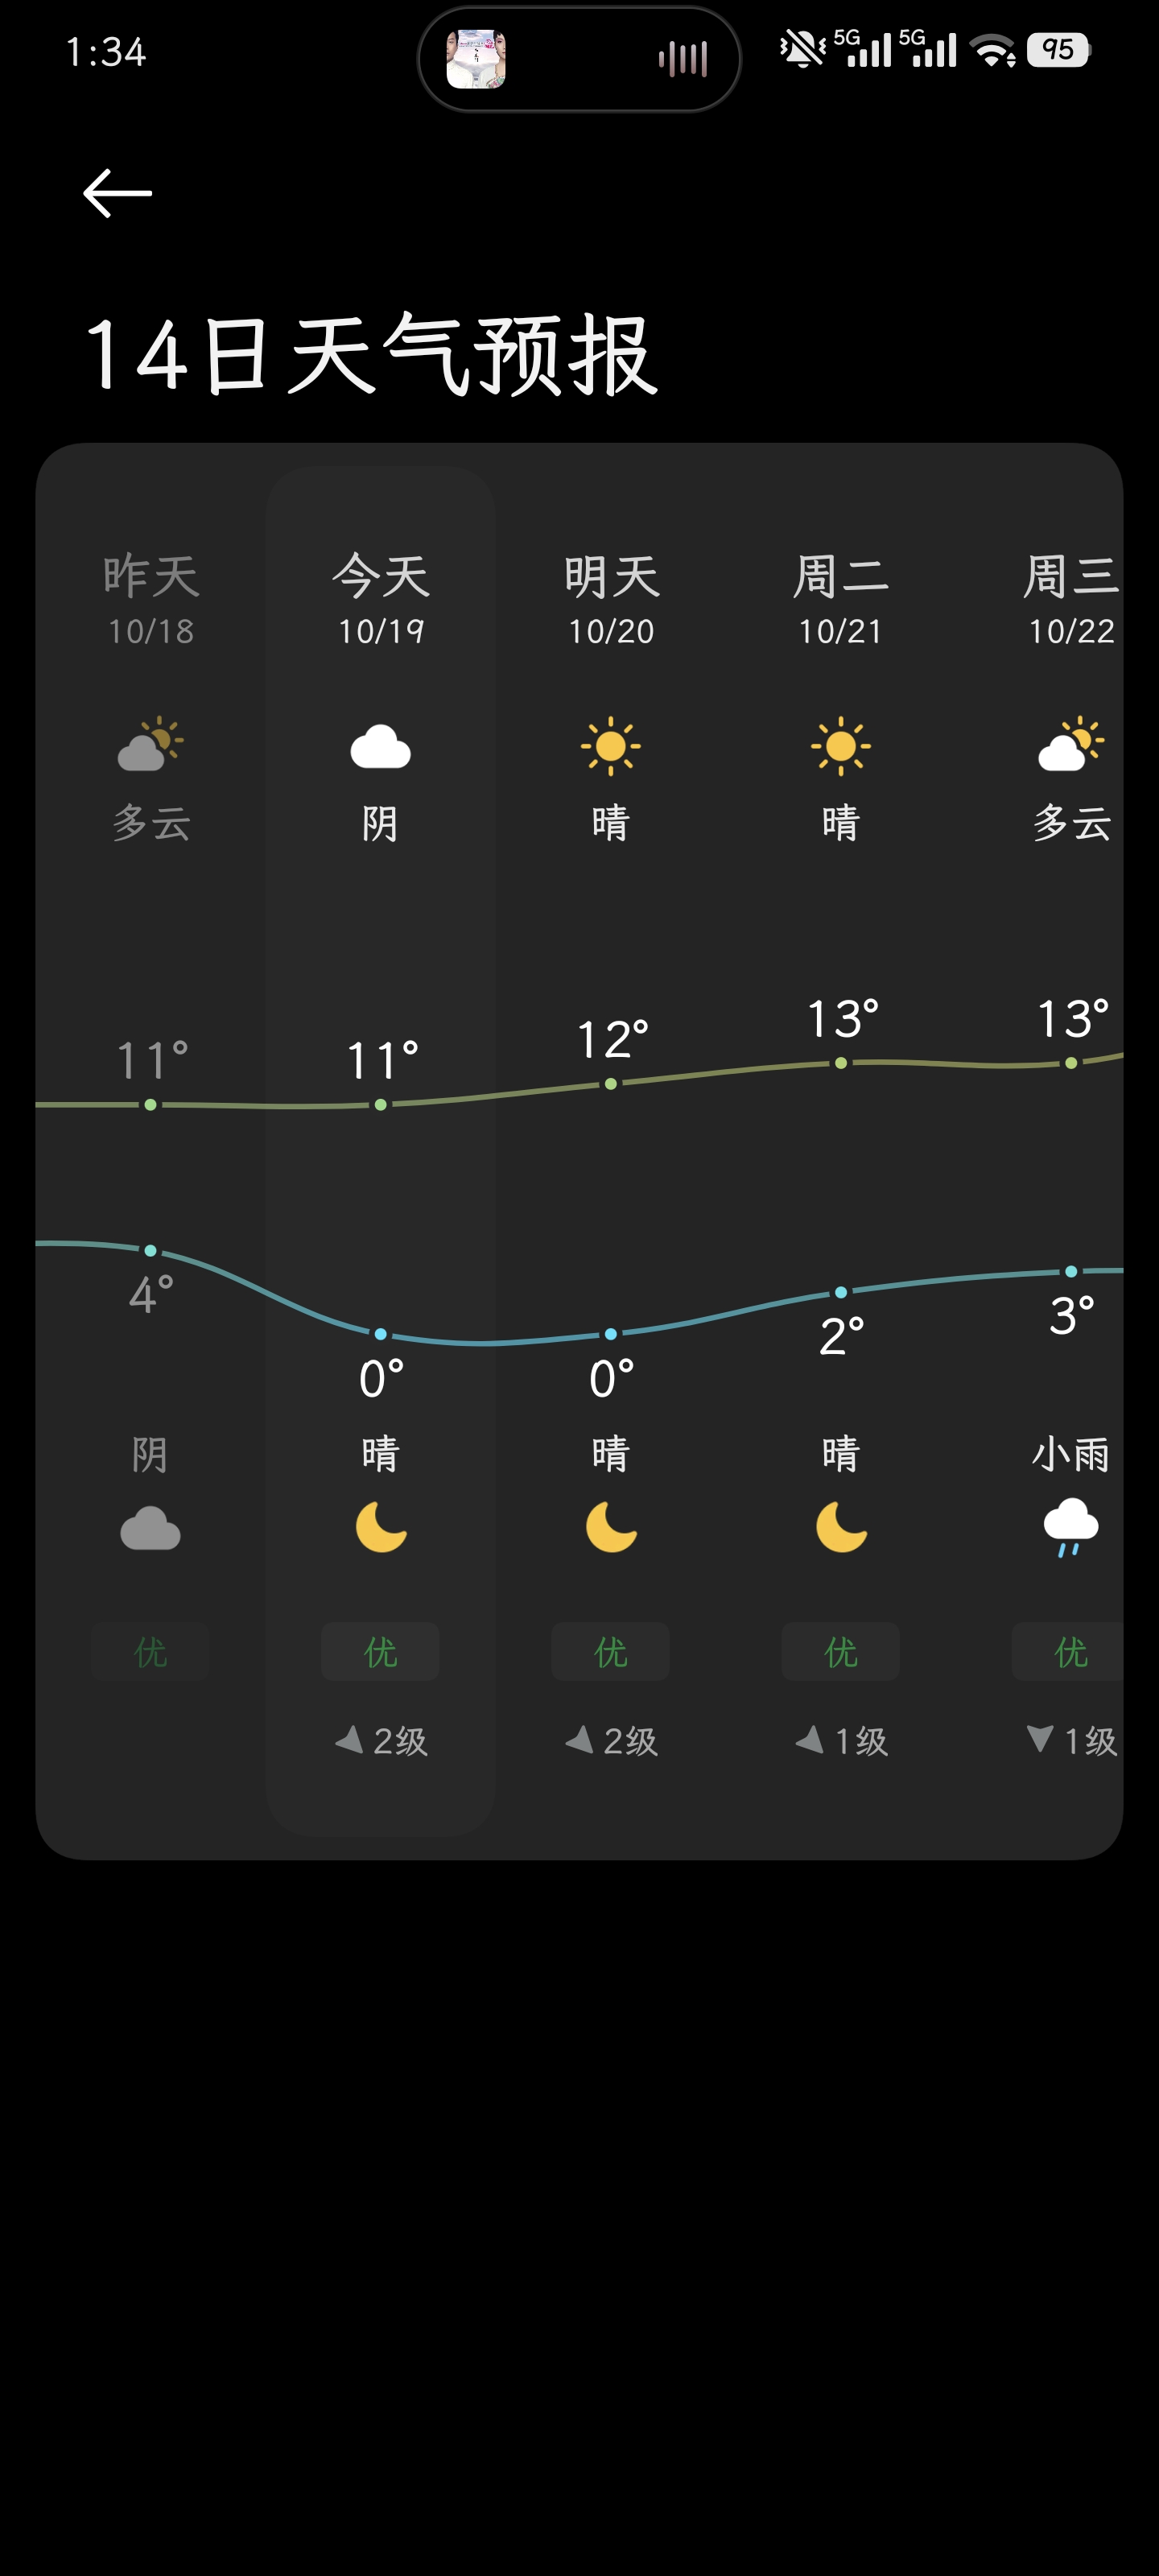 1:34
5G 5G 95
14日天气预报
昨天 今天 明天 周二 周三
10/18 10/19 10/20 10/21 10/22
多云 阴 晴 晴 多云
11° 11° 12° 13° 13°
4° 0° 0° 2° 3°
阴 晴 晴 晴 小雨
优 优 优 优 优
2级 2级 1级 1级